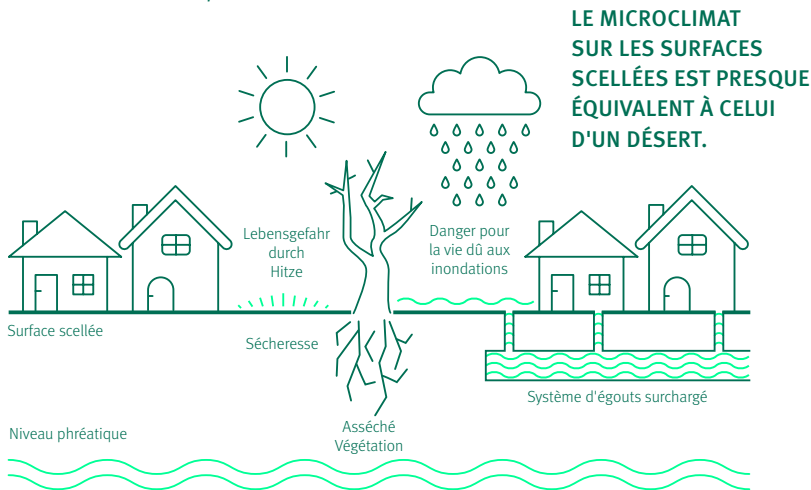 LE MICROCLIMAT
SUR LES SURFACES
SCELLÉES EST PRESQUE
ÉQUIVALENT À CELUI
D'UN DÉSERT.
Lebensgefahr
durch
Hitze
Danger pour
la vie dû aux
inondations
Surface scellée
Sécheresse
Système d'égouts surchargé
Asséché
Végétation
Niveau phréatique